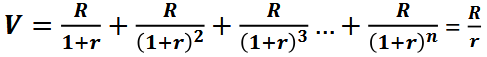 V = R/(1+r) + R/(1+r)² + R/(1+r)³ ... + R/(1+r)ⁿ = R/r